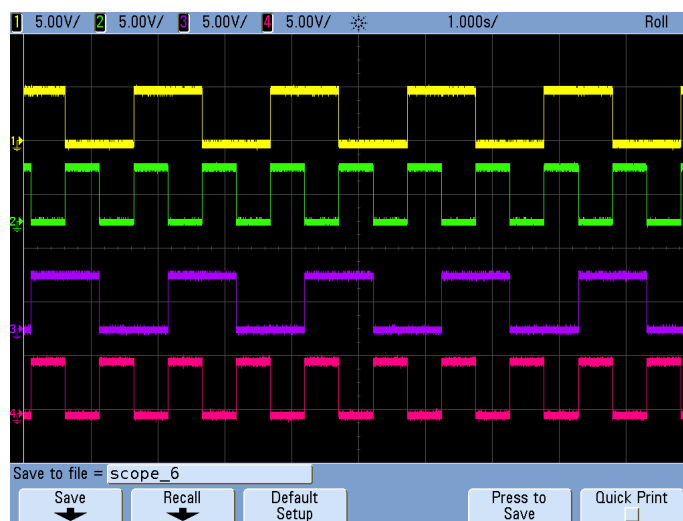 1 5.00V/ 2 5.00V/ 3 5.00V/ 4 5.00V/ 1.000s/ Roll
1
2
3
4
Save to file = scope_6
Save Recall Default Setup Press to Save Quick Print